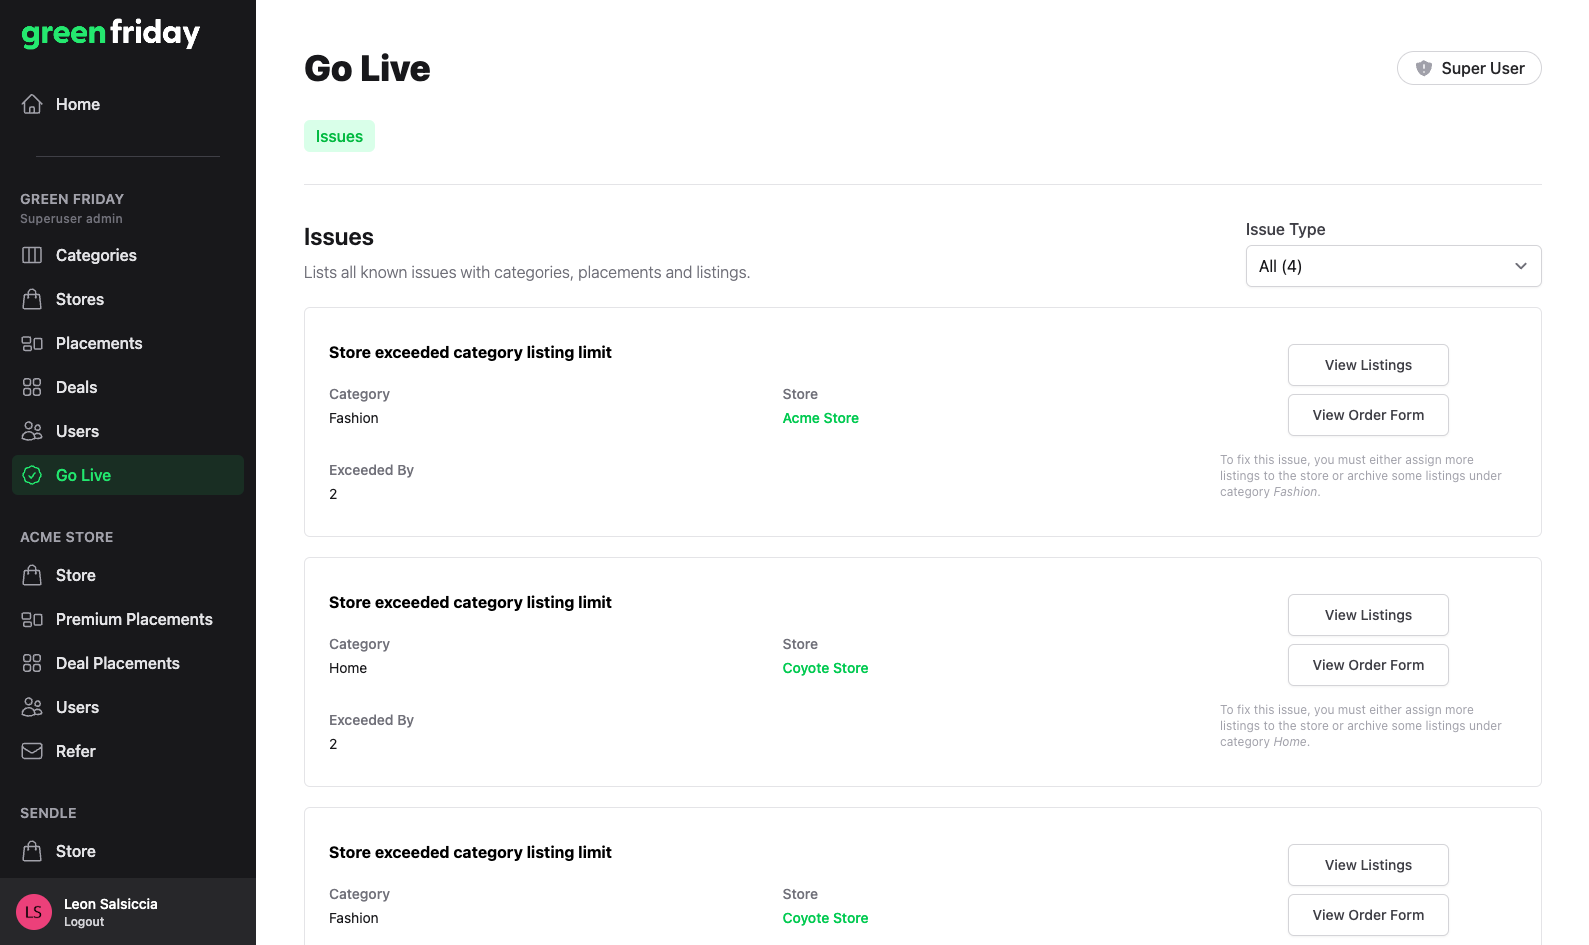 greenfriday
Home
GREEN FRIDAY
Superuser admin
Categories
Stores
Placements
Deals
Users
Go Live
ACME STORE
Store
Premium Placements
Deal Placements
Users
Refer
SENDLE
Store
LS
Leon Salsiccia
Logout
Go Live
Super User
Issues
Issues
Lists all known issues with categories, placements and listings.
Issue Type
All (4)
Store exceeded category listing limit
Category
Fashion
Store
Acme Store
Exceeded By
2
View Listings
View Order Form
To fix this issue, you must either assign more
listings to the store or archive some listings under
category Fashion.
Store exceeded category listing limit
Category
Home
Store
Coyote Store
Exceeded By
2
View Listings
View Order Form
To fix this issue, you must either assign more
listings to the store or archive some listings under
category Home.
Store exceeded category listing limit
Category
Fashion
Store
Coyote Store
View Listings
View Order Form